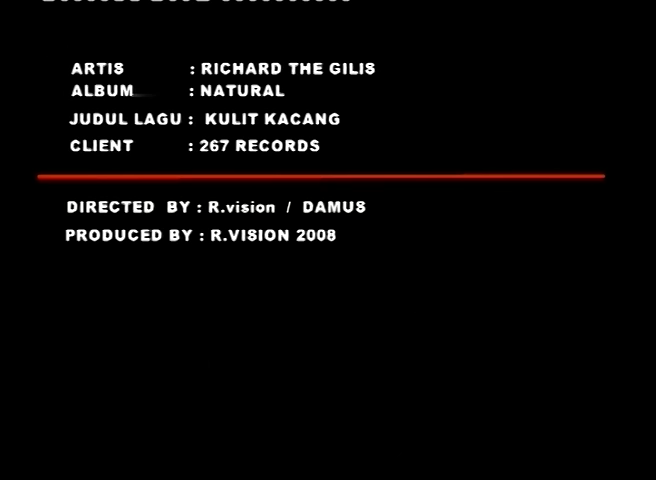 ARTIS : RICHARD THE GILIS
ALBUM : NATURAL
JUDUL LAGU : KULIT KACANG
CLIENT : 267 RECORDS
DIRECTED BY : R.vision / DAMUS
PRODUCED BY : R.VISION 2008